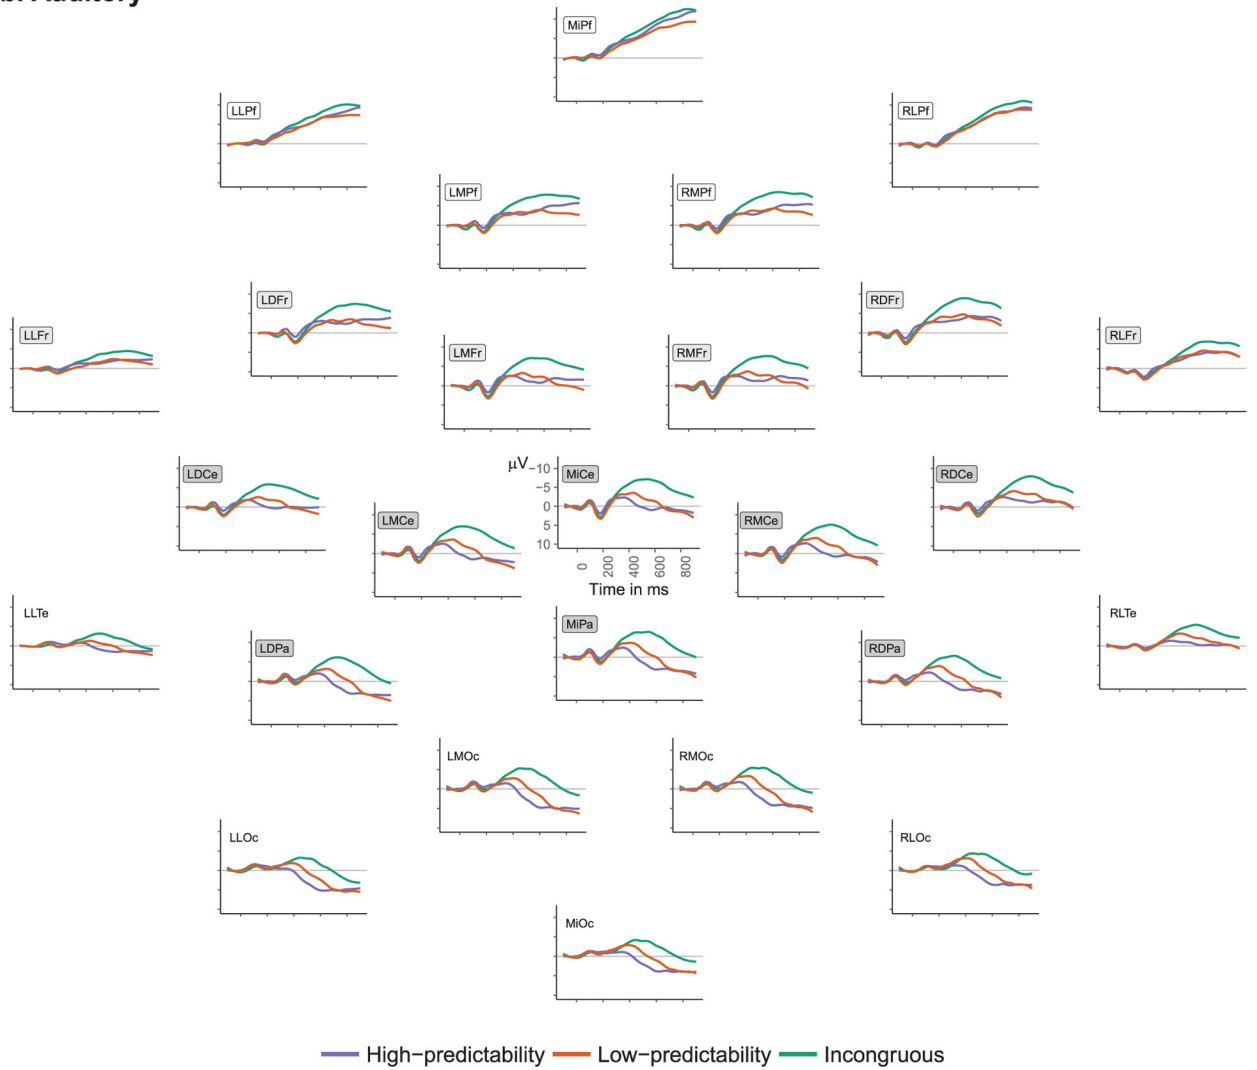 b. Auditory
MiPf
LLPf
RLPf
LMPf
RMPf
LDFr
RDFr
LLFr
RLFr
LMFr
RMFr
LDCe
μV
−10
MiCe
RDCe
−5
0
5
10
LMCe
RMCe
0
200
400
600
800
Time in ms
LLTe
RLTe
MiPa
LDPa
RDPa
LMOc
RMOc
LLOc
RLOc
MiOc
High−predictability
Low−predictability
Incongruous